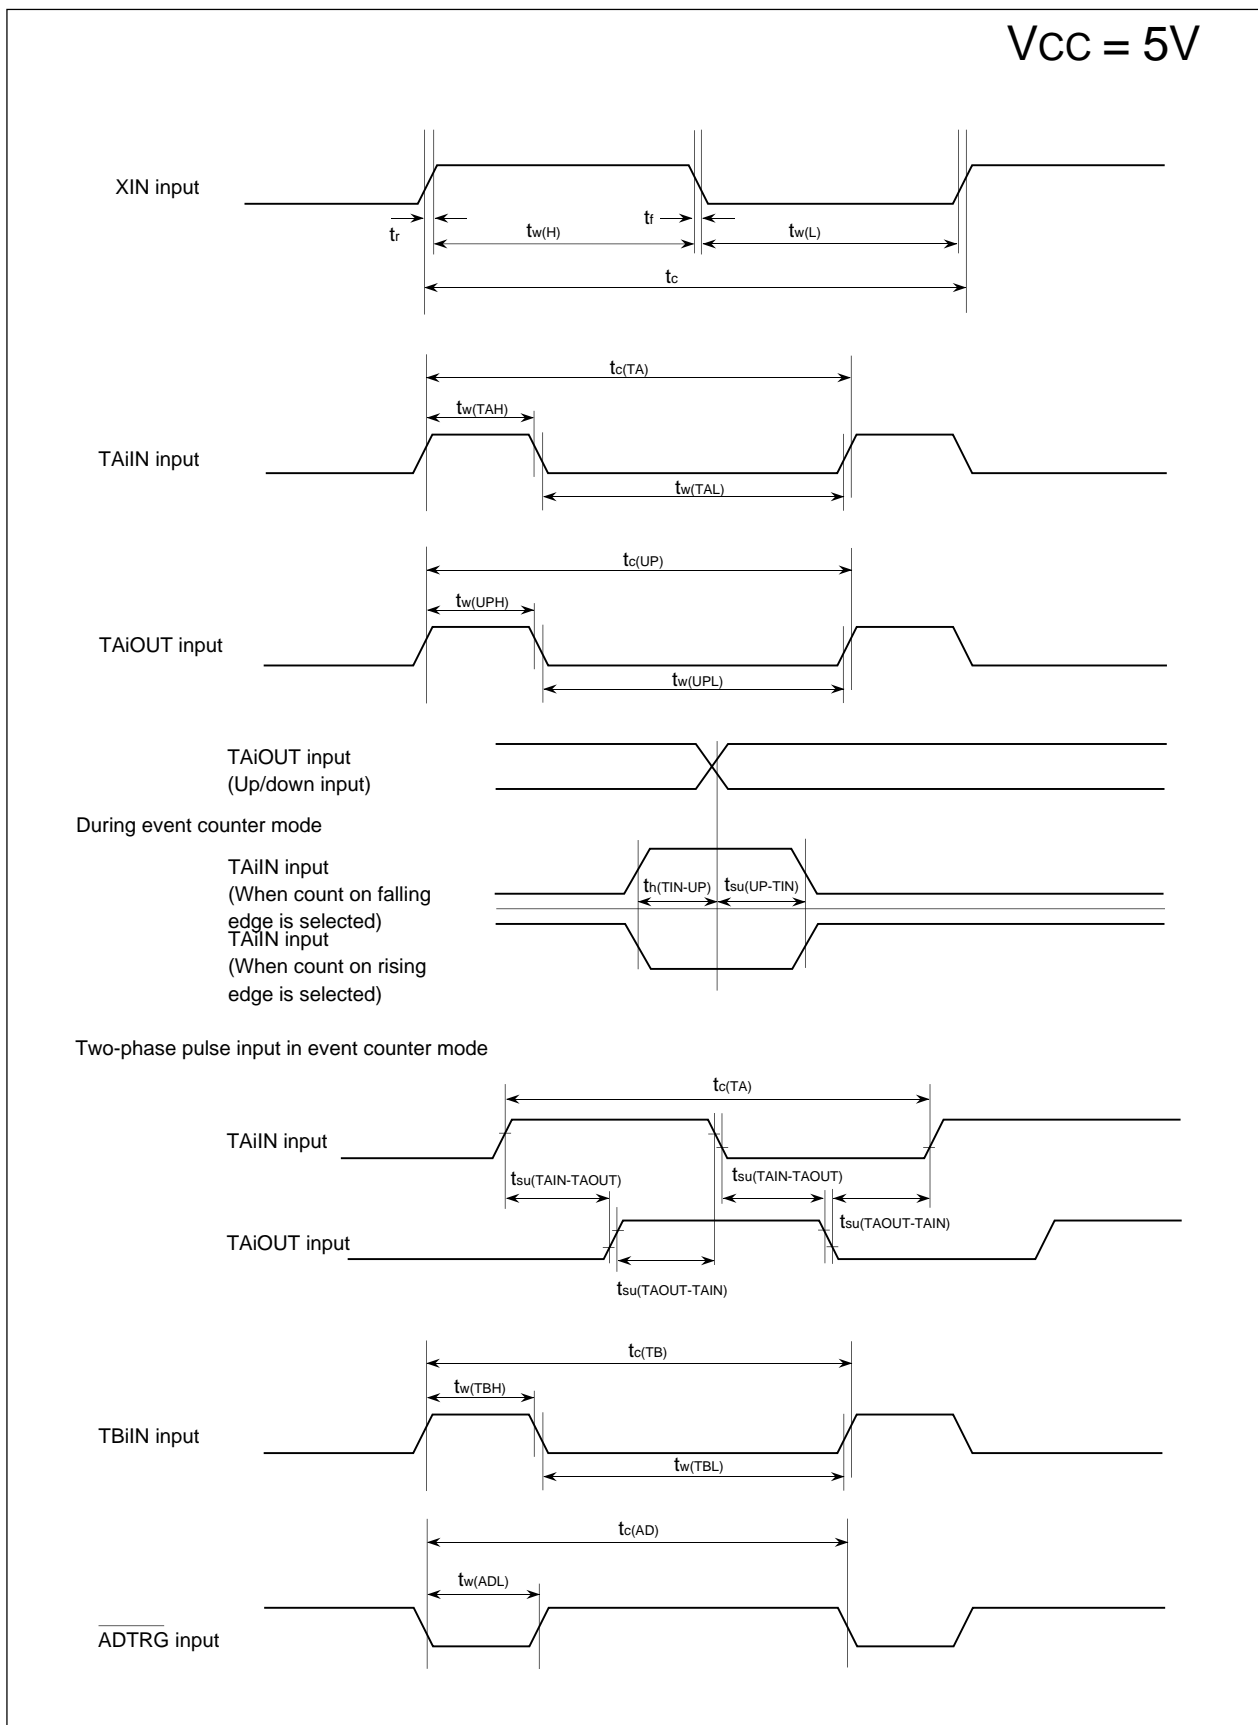 VCC = 5V
XIN input
tr
tw(H)
tf
tw(L)
tc
tc(TA)
tw(TAH)
TAiIN input
tw(TAL)
tc(UP)
tw(UPH)
TAiOUT input
tw(UPL)
TAiOUT input
(Up/down input)
During event counter mode
TAiIN input
(When count on falling
edge is selected)
th(TIN-UP)
tsu(UP-TIN)
TAiIN input
(When count on rising
edge is selected)
Two-phase pulse input in event counter mode
tc(TA)
TAiIN input
tsu(TAIN-TAOUT)
tsu(TAIN-TAOUT)
tsu(TAOUT-TAIN)
TAiOUT input
tsu(TAOUT-TAIN)
tc(TB)
tw(TBH)
TBiIN input
tw(TBL)
tc(AD)
tw(ADL)
ADTRG input